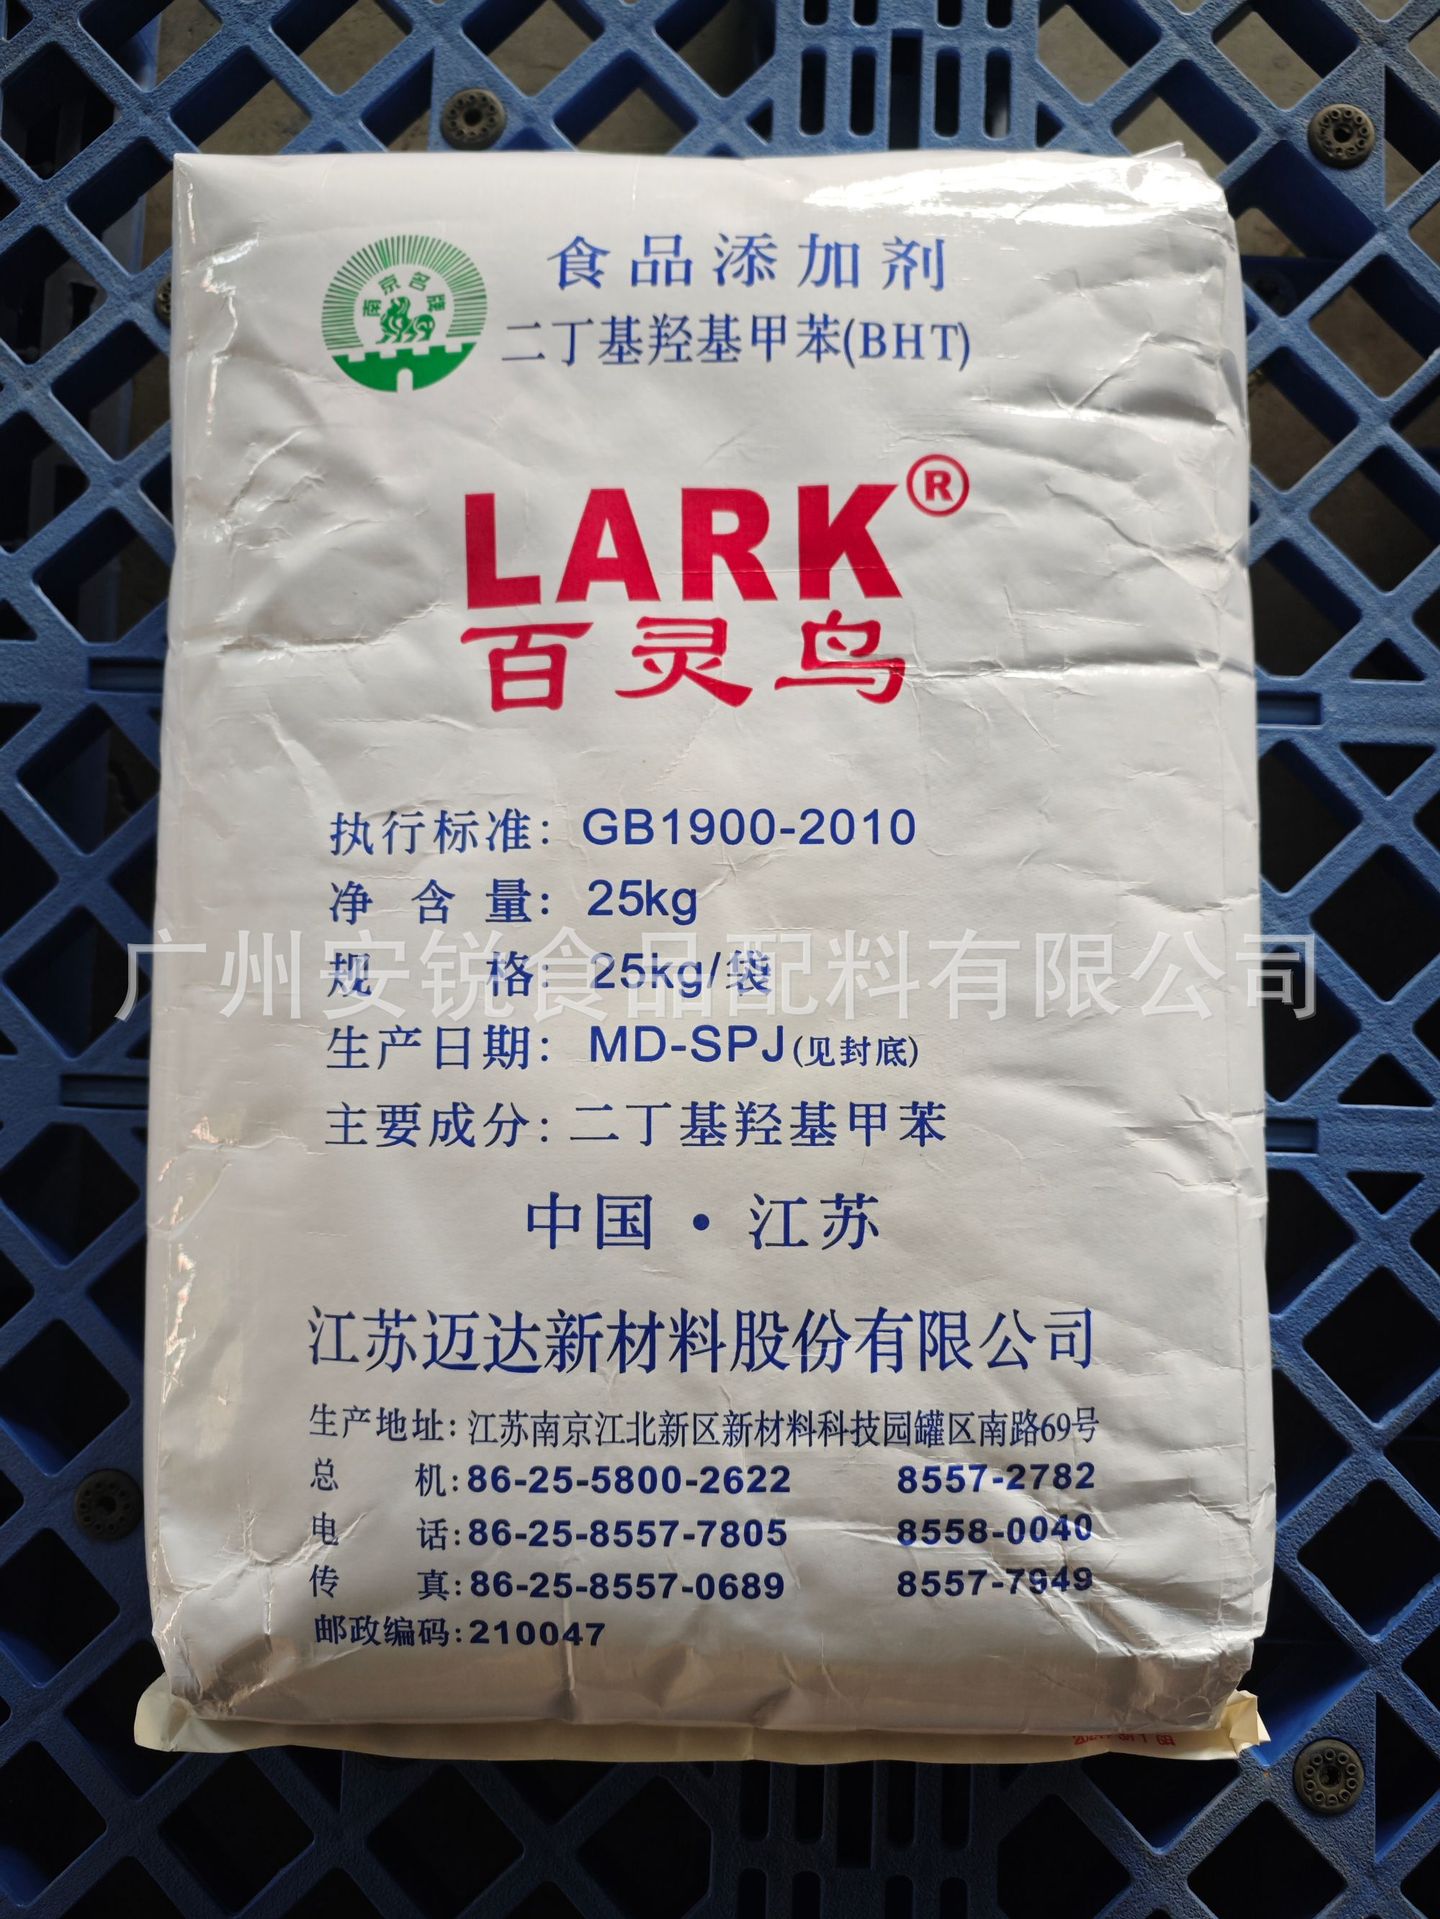 南京名牌
食品添加剂
二丁基羟基甲苯(BHT)
LARK®
百灵鸟
执行标准: GB1900-2010
净含量: 25kg
广州安锐食品配料有限公司
规格: 25kg/袋
生产日期: MD-SPJ(见封底)
主要成分: 二丁基羟基甲苯
中国·江苏
江苏迈达新材料股份有限公司
生产地址: 江苏南京江北新区新材料科技园罐区南路69号
总机: 86-25-5800-2622 8557-2782
电话: 86-25-8557-7805 8558-0040
传真: 86-25-8557-0689 8557-7949
邮政编码: 210047